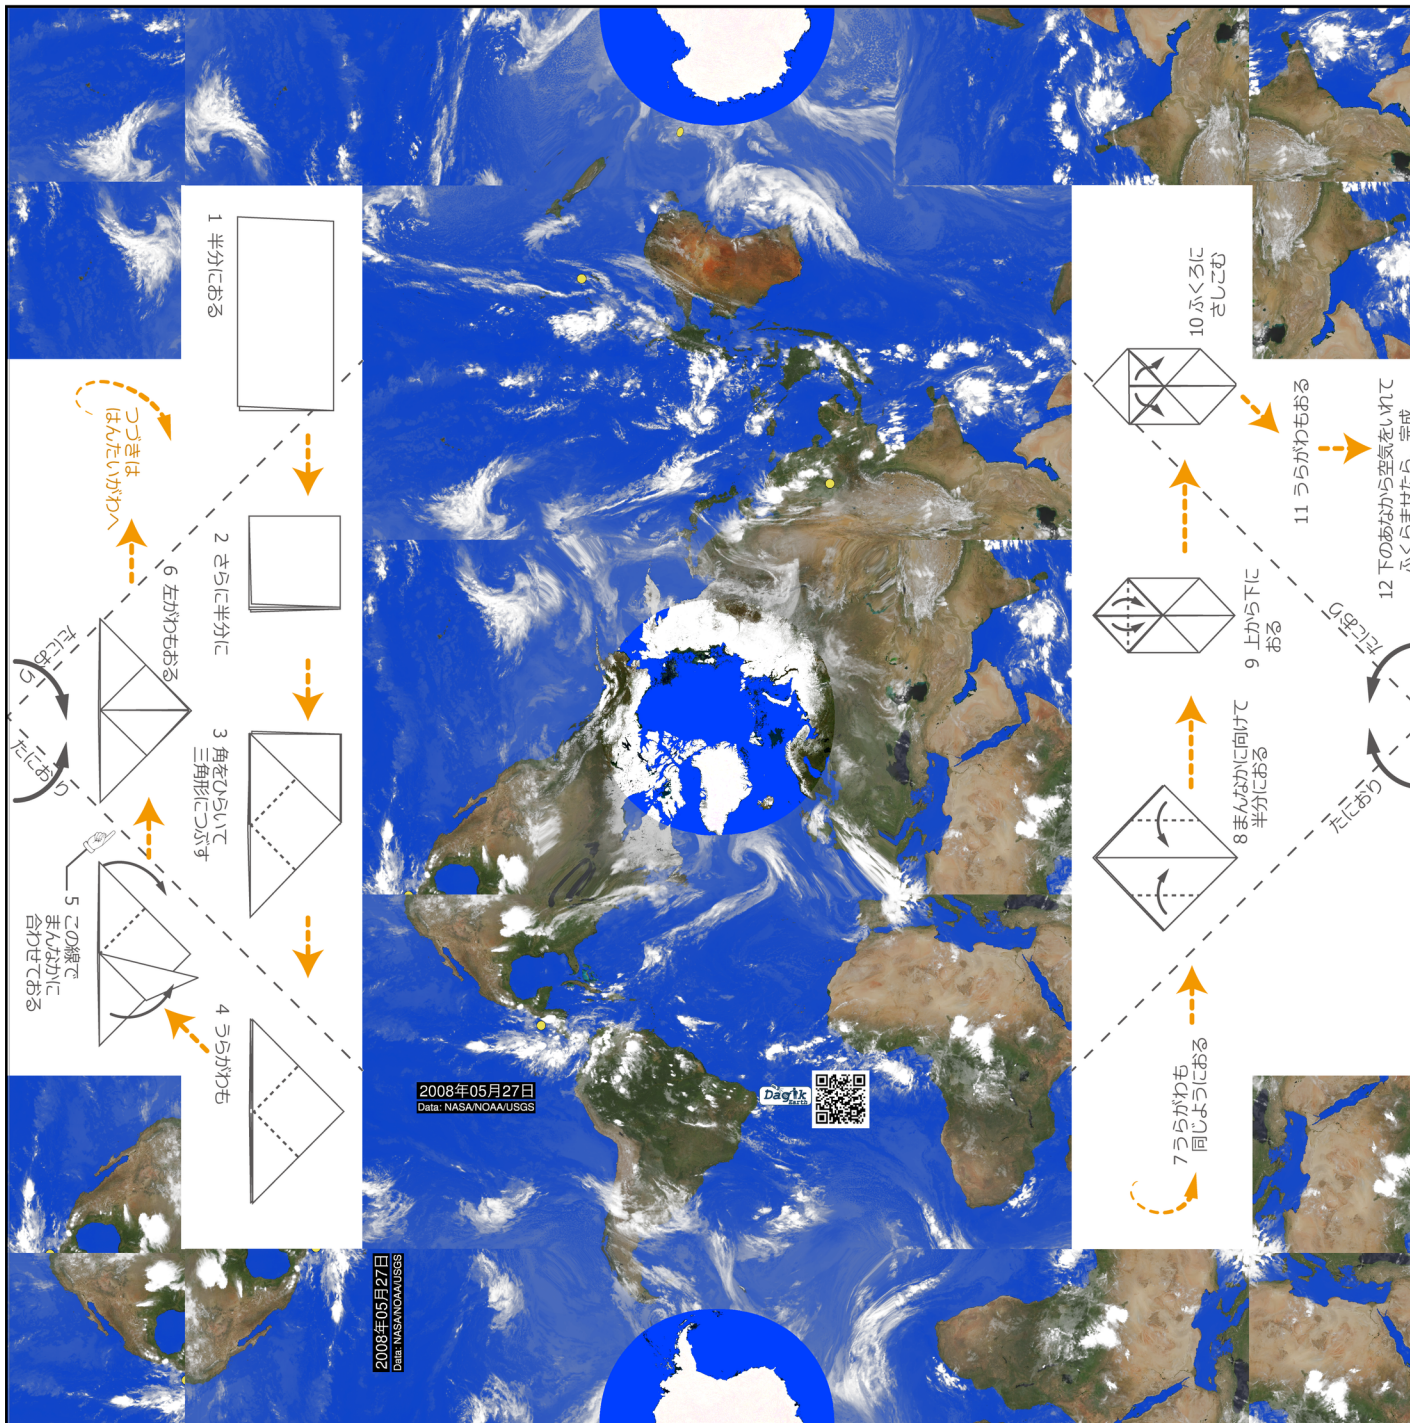 1 半分におる
2 さらに半分に
3 角をひらいて
三角形につぶす
4 うらがわも
5 この線で
まんなかに
合わせておる
6 左がわもおる
つづきは
はんたいがわへ
たにおり
たにおり
7 うらがわも
同じようにおる
8 まんなかに向けて
半分におる
9 上から下に
おる
10 ふくろに
さしこむ
11 うらがわもおる
12 下のあなから空気をいれて
ふくらませたら
たにおり
たにおり
2008年05月27日
Data: NASA/NOAA/USGS
Dagik
Earth
2008年05月27日
Data: NASA/NOAA/USGS